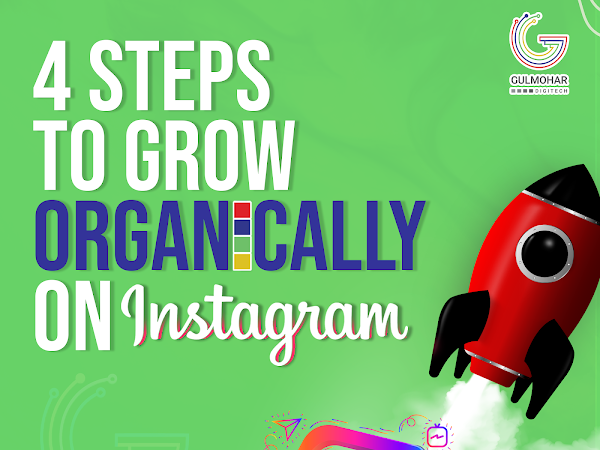 4 STEPS
TO GROW
ORGANICALLY
ON Instagram
GULMOHAR
DIGITECH